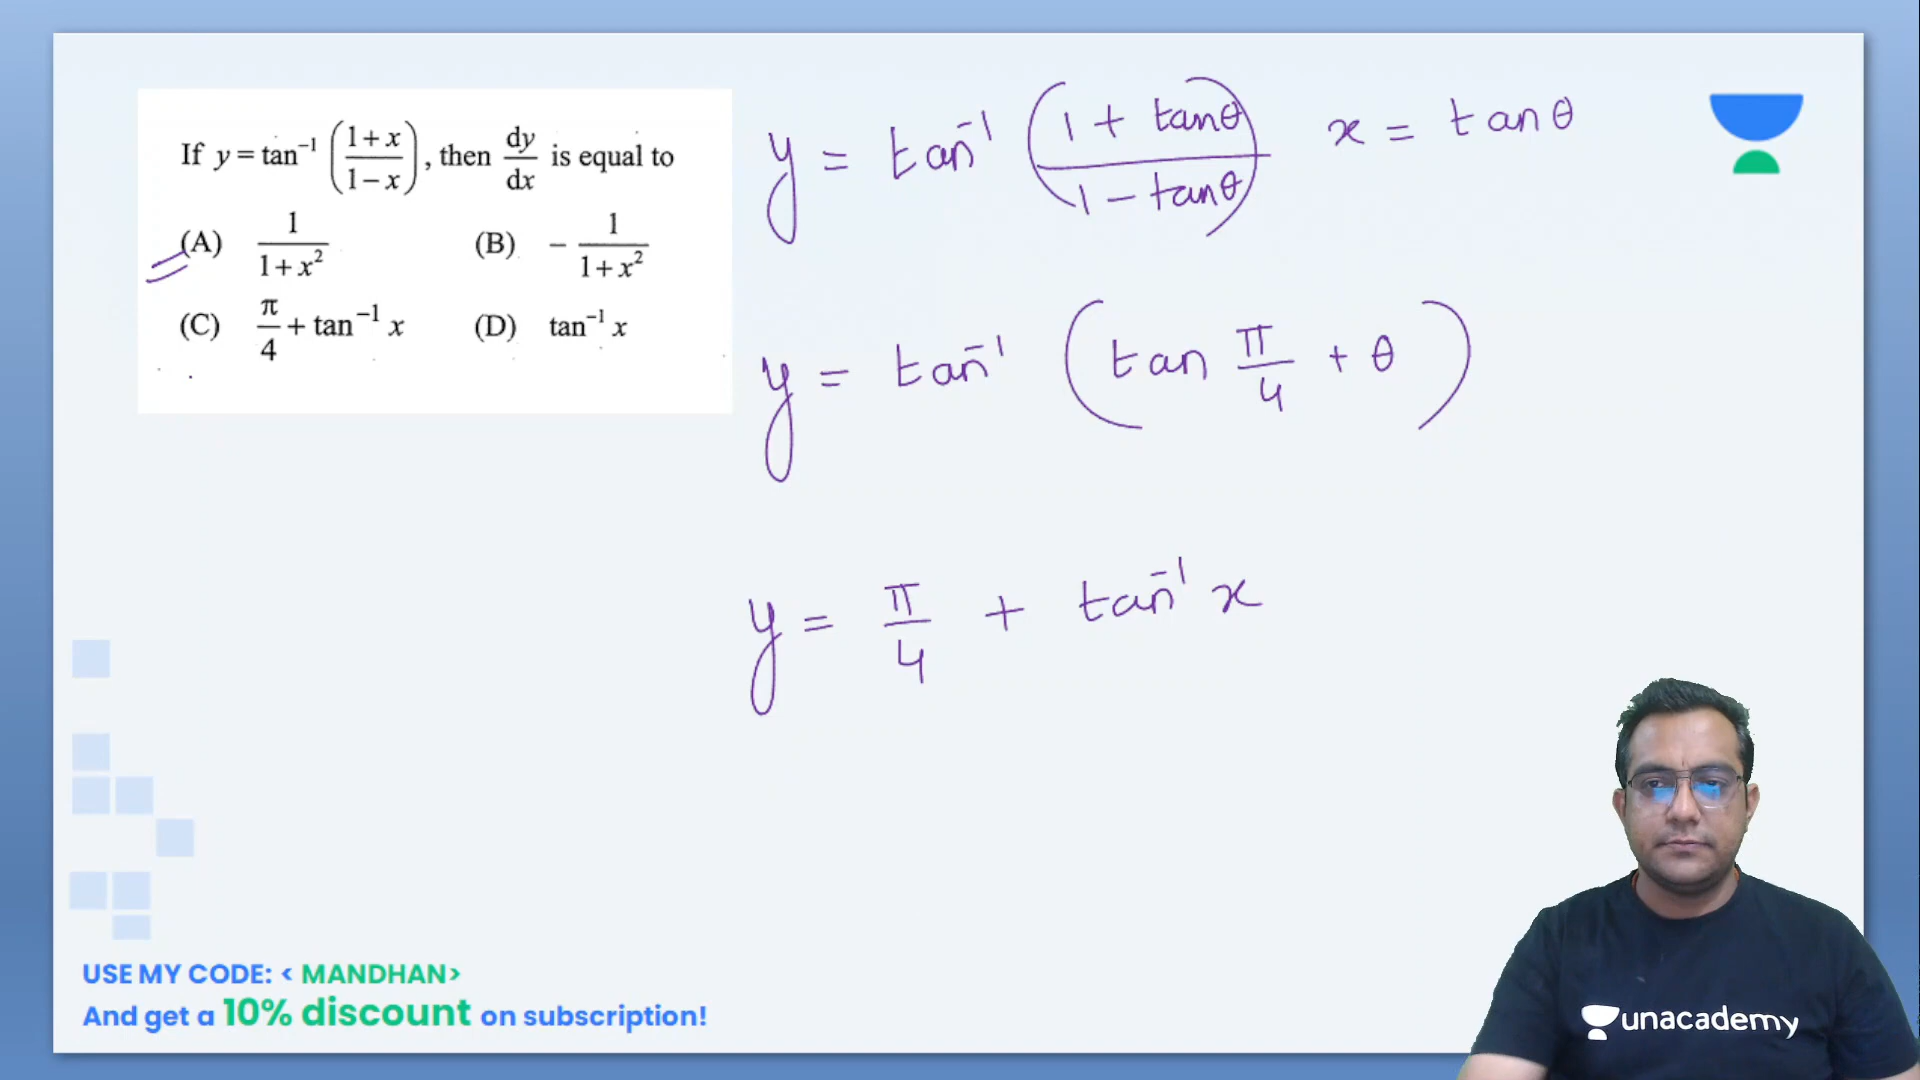 If y = tan⁻¹ ((1+x)/(1−x)), then dy/dx is equal to
(A) 1/(1+x²) (B) − 1/(1+x²)
(C) π/4 + tan⁻¹ x (D) tan⁻¹ x
y = tan⁻¹ ((1 + tanθ)/(1 − tanθ)) x = tanθ
y = tan⁻¹ (tan π/4 + θ)
y = π/4 + tan⁻¹ x
USE MY CODE: < MANDHAN>
And get a 10% discount on subscription!
unacademy